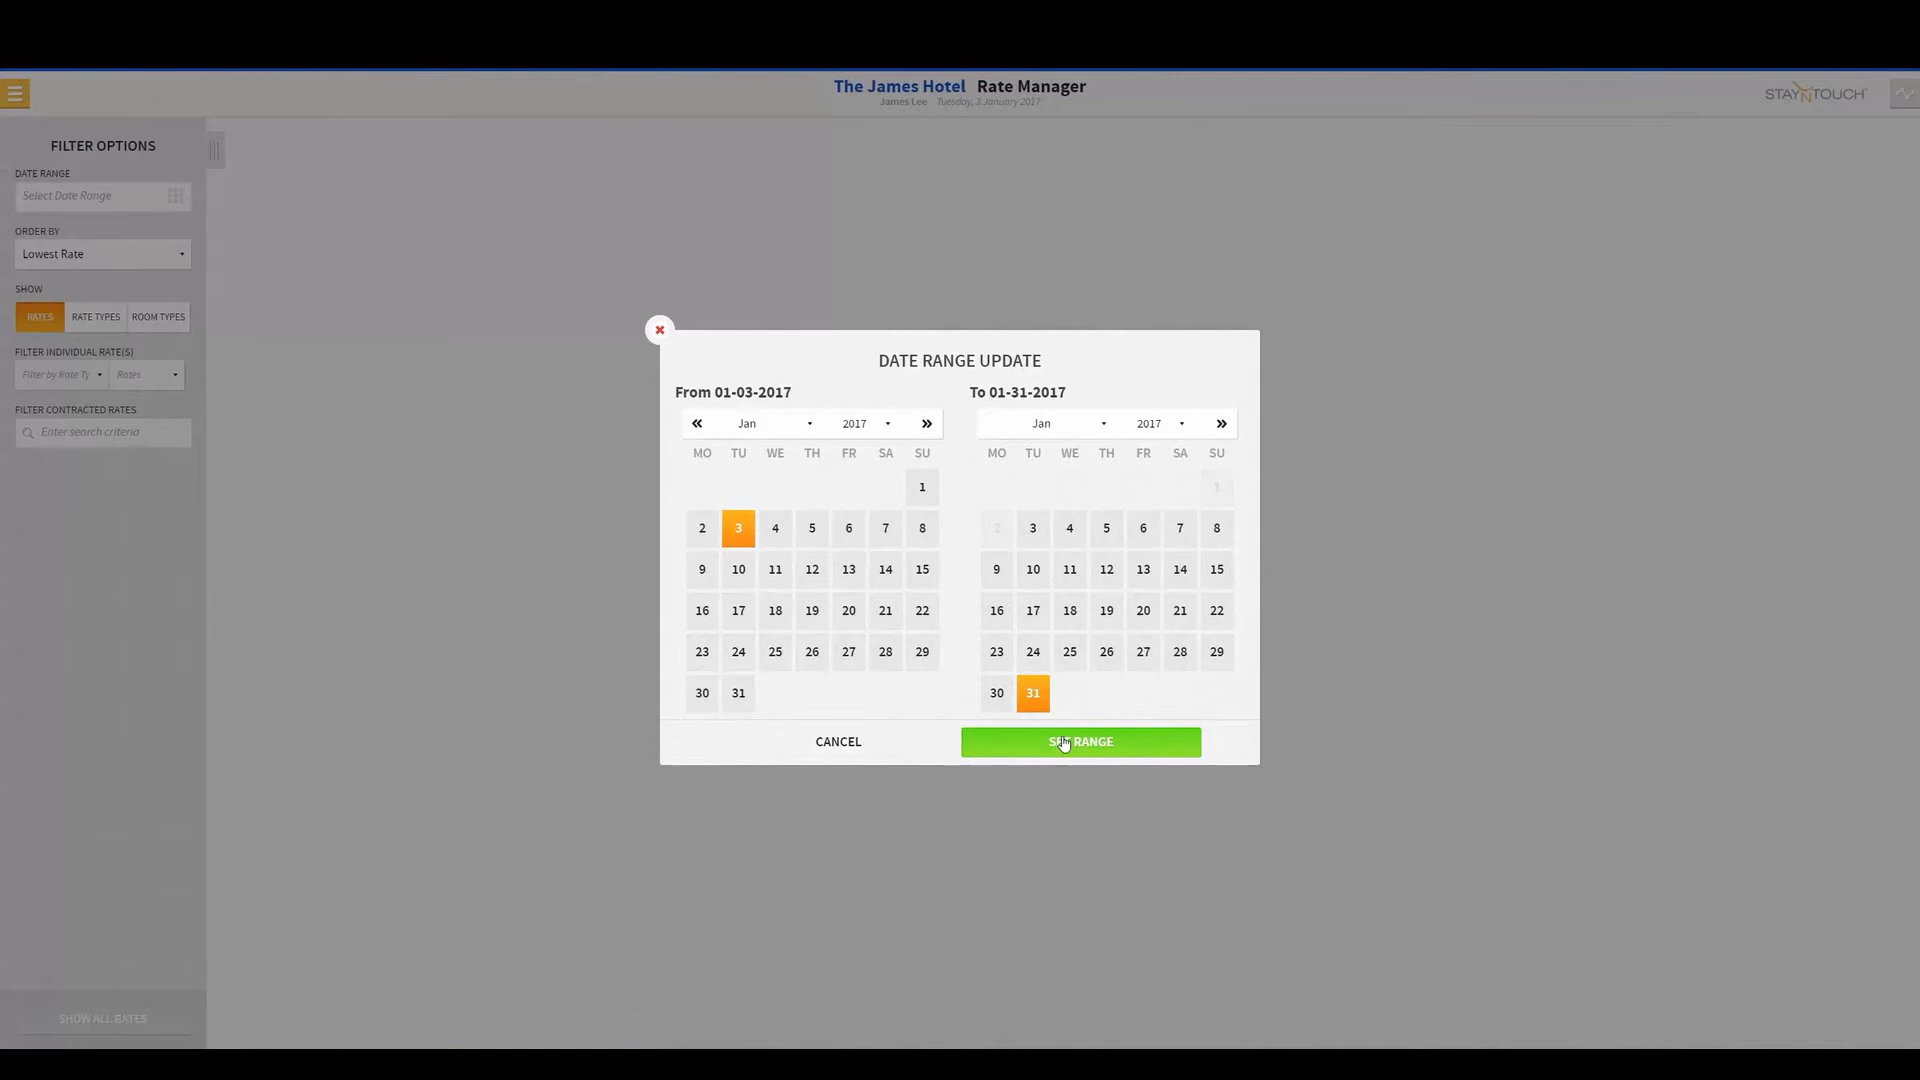 The James Hotel Rate Manager
James Lee Tuesday, 3 January 2017
STAYNTOUCH
FILTER OPTIONS
DATE RANGE
Select Date Range
ORDER BY
Lowest Rate
SHOW
RATES RATE TYPES ROOM TYPES
FILTER INDIVIDUAL RATE(S)
Filter by Rate Ty Rates
FILTER CONTRACTED RATES
Enter search criteria
SHOW ALL RATES
DATE RANGE UPDATE
From 01-03-2017
« Jan 2017 »
MO TU WE TH FR SA SU
1
2 3 4 5 6 7 8
9 10 11 12 13 14 15
16 17 18 19 20 21 22
23 24 25 26 27 28 29
30 31
To 01-31-2017
Jan 2017 »
MO TU WE TH FR SA SU
1
2 3 4 5 6 7 8
9 10 11 12 13 14 15
16 17 18 19 20 21 22
23 24 25 26 27 28 29
30 31
CANCEL
SET RANGE